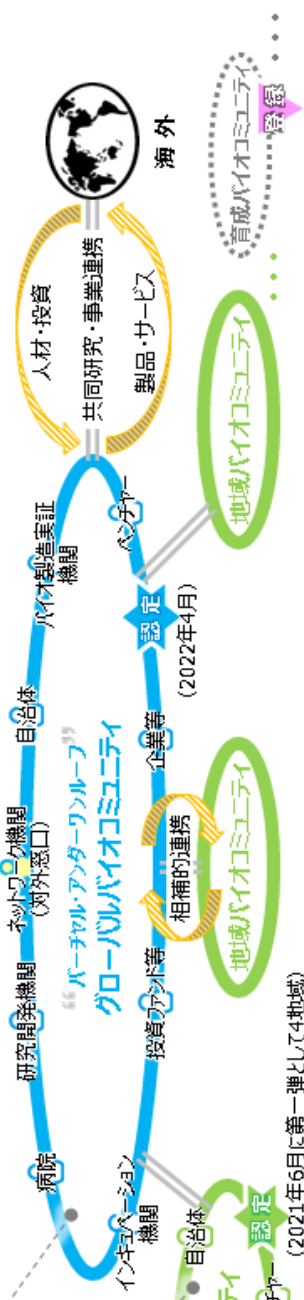 海外
人材・投資
共同研究・事業連携
製品・サービス
バイオ製造実証
機関
自治体
ネットワーク機関
(対外窓口)
研究開発機関
病院
“ バーチャル・アンダーワンルーフ”
グローバルバイオコミュニティ
ベンチャー
認定
(2022年4月)
企業等
相補的連携
投資ファンド等
インキュベーション
機関
育成バイオコミュニティ
登録
地域バイオコミュニティ
地域バイオコミュニティ
自治体
認定
ティ
チャー
(2021年6月に第一弾として4地域)